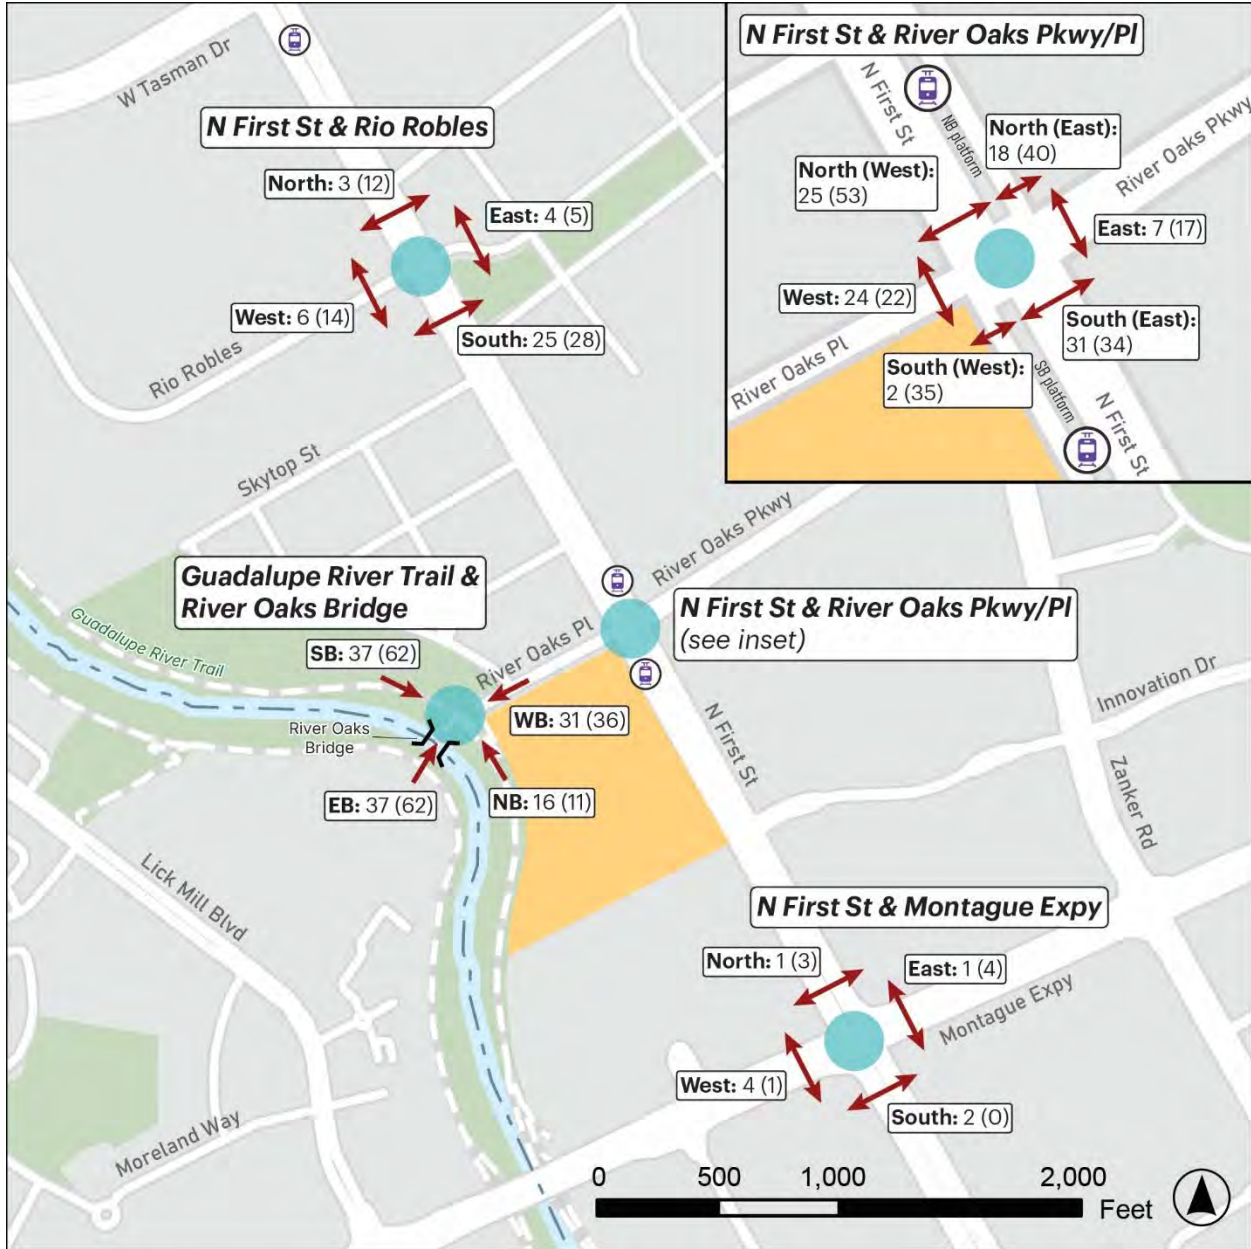 W Tasman Dr
N First St & Rio Robles
North: 3 (12)
East: 4 (5)
West: 6 (14)
South: 25 (28)
Rio Robles
N First St & River Oaks Pkwy/Pl
N First St
NB platform
North (East):
18 (40)
River Oaks Pkwy
North (West):
25 (53)
East: 7 (17)
West: 24 (22)
South (East):
31 (34)
River Oaks Pl
South (West):
2 (35)
SB platform
N First St
Skytop St
River Oaks Pkwy
Guadalupe River Trail &
River Oaks Bridge
N First St & River Oaks Pkwy/Pl
(see inset)
Guadalupe River Trail
SB: 37 (62)
River Oaks Pl
WB: 31 (36)
River Oaks
Bridge
EB: 37 (62)
NB: 16 (11)
N First St
Innovation Dr
Zanker Rd
Lick Mill Blvd
N First St & Montague Expy
North: 1 (3)
East: 1 (4)
Montague Expy
West: 4 (1)
South: 2 (0)
Moreland Way
0 500 1,000 2,000
Feet